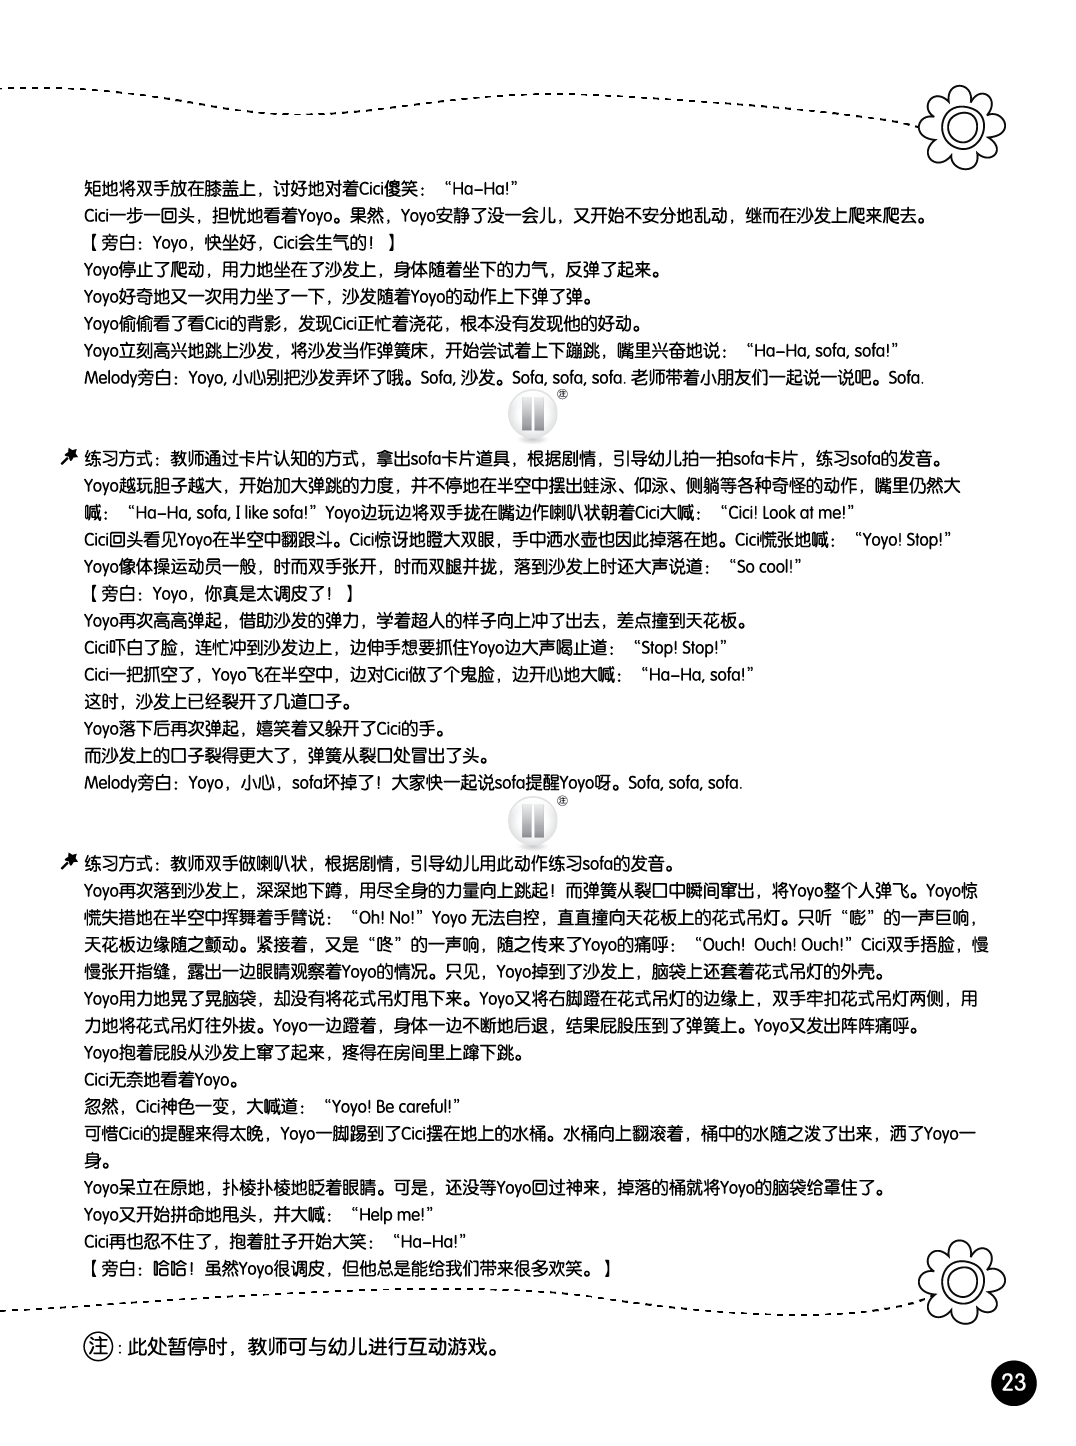 矩地将双手放在膝盖上，讨好地对着Cici傻笑：“Ha-Ha!”
Cici一步一回头，担忧地看着Yoyo。果然，Yoyo安静了没一会儿，又开始不安分地乱动，继而在沙发上爬来爬去。
【旁白：Yoyo，快坐好，Cici会生气的！】
Yoyo停止了爬动，用力地坐在了沙发上，身体随着坐下的力气，反弹了起来。
Yoyo好奇地又一次用力坐了一下，沙发随着Yoyo的动作上下弹了弹。
Yoyo偷偷看了看Cici的背影，发现Cici正忙着浇花，根本没有发现他的好动。
Yoyo立刻高兴地跳上沙发，将沙发当作弹簧床，开始尝试着上下蹦跳，嘴里兴奋地说：“Ha-Ha, sofa, sofa!”
Melody旁白：Yoyo, 小心别把沙发弄坏了哦。Sofa, 沙发。Sofa, sofa, sofa. 老师带着小朋友们一起说一说吧。Sofa.
注
练习方式：教师通过卡片认知的方式，拿出sofa卡片道具，根据剧情，引导幼儿拍一拍sofa卡片，练习sofa的发音。
Yoyo越玩胆子越大，开始加大弹跳的力度，并不停地在半空中摆出蛙泳、仰泳、侧躺等各种奇怪的动作，嘴里仍然大
喊：“Ha-Ha, sofa, I like sofa!”Yoyo边玩边将双手拢在嘴边作喇叭状朝着Cici大喊：“Cici! Look at me!”
Cici回头看见Yoyo在半空中翻跟斗。Cici惊讶地瞪大双眼，手中洒水壶也因此掉落在地。Cici慌张地喊：“Yoyo! Stop!”
Yoyo像体操运动员一般，时而双手张开，时而双腿并拢，落到沙发上时还大声说道：“So cool!”
【旁白：Yoyo，你真是太调皮了！】
Yoyo再次高高弹起，借助沙发的弹力，学着超人的样子向上冲了出去，差点撞到天花板。
Cici吓白了脸，连忙冲到沙发边上，边伸手想要抓住Yoyo边大声喝止道：“Stop! Stop!”
Cici一把抓空了，Yoyo飞在半空中，边对Cici做了个鬼脸，边开心地大喊：“Ha-Ha, sofa!”
这时，沙发上已经裂开了几道口子。
Yoyo落下后再次弹起，嬉笑着又躲开了Cici的手。
而沙发上的口子裂得更大了，弹簧从裂口处冒出了头。
Melody旁白：Yoyo，小心，sofa坏掉了！大家快一起说sofa提醒Yoyo呀。Sofa, sofa, sofa.
注
练习方式：教师双手做喇叭状，根据剧情，引导幼儿用此动作练习sofa的发音。
Yoyo再次落到沙发上，深深地下蹲，用尽全身的力量向上跳起！而弹簧从裂口中瞬间窜出，将Yoyo整个人弹飞。Yoyo惊
慌失措地在半空中挥舞着手臂说：“Oh! No!”Yoyo 无法自控，直直撞向天花板上的花式吊灯。只听“嘭”的一声巨响，
天花板边缘随之颤动。紧接着，又是“咚”的一声响，随之传来了Yoyo的痛呼：“Ouch! Ouch! Ouch!”Cici双手捂脸，慢
慢张开指缝，露出一边眼睛观察着Yoyo的情况。只见，Yoyo掉到了沙发上，脑袋上还套着花式吊灯的外壳。
Yoyo用力地晃了晃脑袋，却没有将花式吊灯甩下来。Yoyo又将右脚蹬在花式吊灯的边缘上，双手牢扣花式吊灯两侧，用
力地将花式吊灯往外拔。Yoyo一边蹬着，身体一边不断地后退，结果屁股压到了弹簧上。Yoyo又发出阵阵痛呼。
Yoyo抱着屁股从沙发上窜了起来，疼得在房间里上蹿下跳。
Cici无奈地看着Yoyo。
忽然，Cici神色一变，大喊道：“Yoyo! Be careful!”
可惜Cici的提醒来得太晚，Yoyo一脚踢到了Cici摆在地上的水桶。水桶向上翻滚着，桶中的水随之泼了出来，洒了Yoyo一
身。
Yoyo呆立在原地，扑棱扑棱地眨着眼睛。可是，还没等Yoyo回过神来，掉落的桶就将Yoyo的脑袋给罩住了。
Yoyo又开始拼命地甩头，并大喊：“Help me!”
Cici再也忍不住了，抱着肚子开始大笑：“Ha-Ha!”
【旁白：哈哈！虽然Yoyo很调皮，但他总是能给我们带来很多欢笑。】
注：此处暂停时，教师可与幼儿进行互动游戏。
23